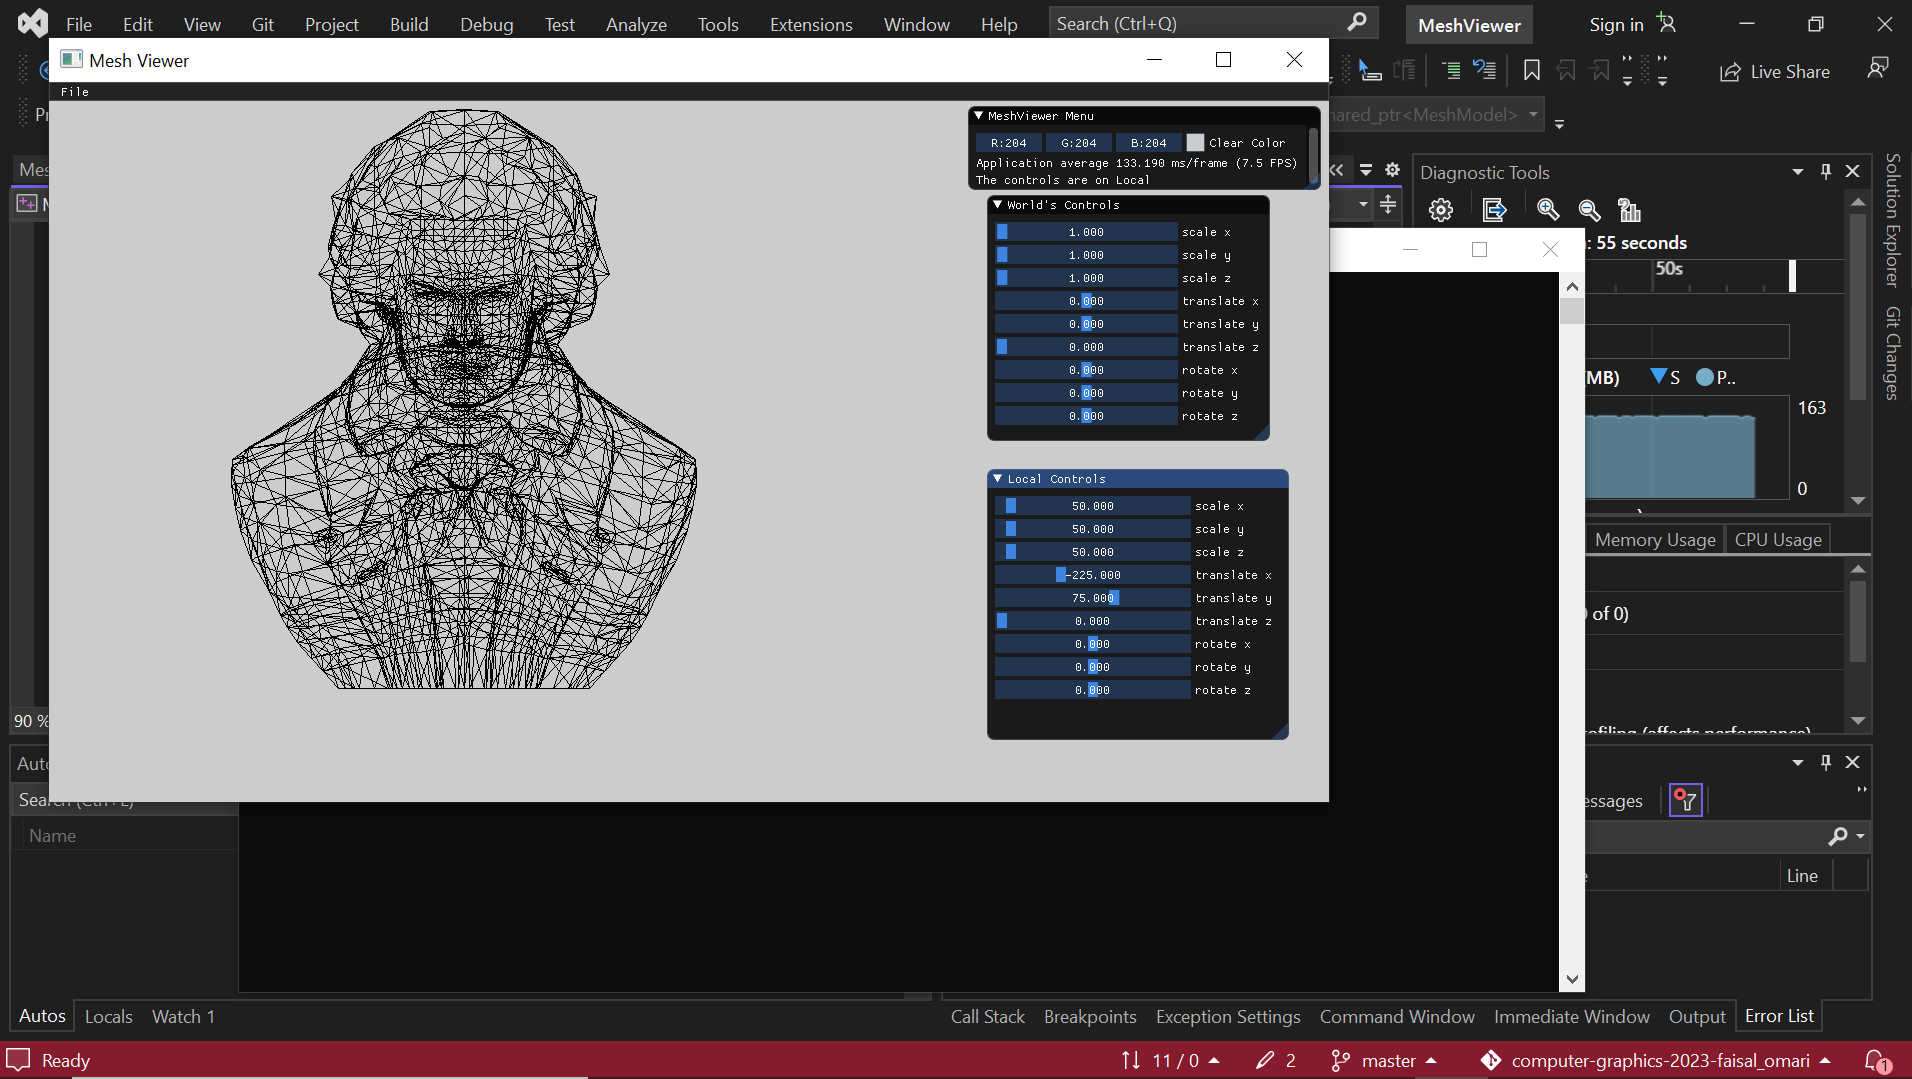 File Edit View Git Project Build Debug Test Analyze Tools Extensions Window Help Search (Ctrl+Q) MeshViewer Sign in
Mesh Viewer
Live Share
File
MeshViewer Menu
R:204 G:204 B:204 Clear Color
Application average 133.190 ms/frame (7.5 FPS)
The controls are on Local
World's Controls
1.000 scale x
1.000 scale y
1.000 scale z
0.000 translate x
0.000 translate y
0.000 translate z
0.000 rotate x
0.000 rotate y
0.000 rotate z
Local Controls
50.000 scale x
50.000 scale y
50.000 scale z
-225.000 translate x
75.000 translate y
0.000 translate z
0.000 rotate x
0.000 rotate y
0.000 rotate z
ared_ptr<MeshModel>
Diagnostic Tools
: 55 seconds
50s
(MB) S P..
163
0
Memory Usage CPU Usage
of 0)
Solution Explorer
Git Changes
Mes
90 %
Auto
Search (Ctrl+E)
Name
essages
Line
Autos Locals Watch 1
Call Stack Breakpoints Exception Settings Command Window Immediate Window Output Error List
Ready
11 / 0 2 master computer-graphics-2023-faisal_omari 1